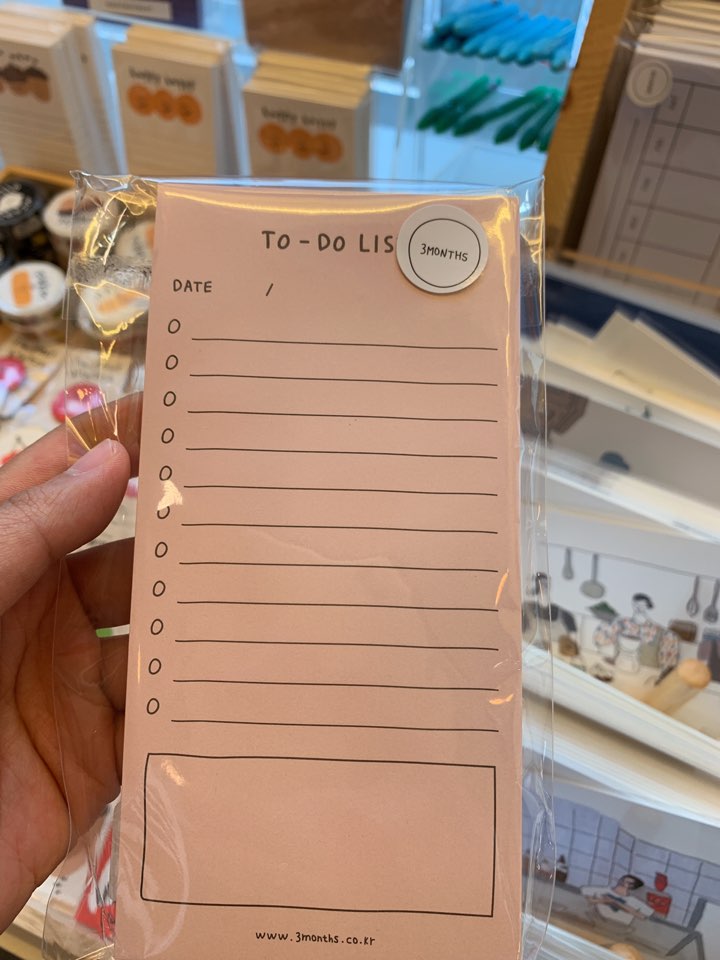 TO-DO LIS
3MONTHS
DATE /
www.3months.co.kr